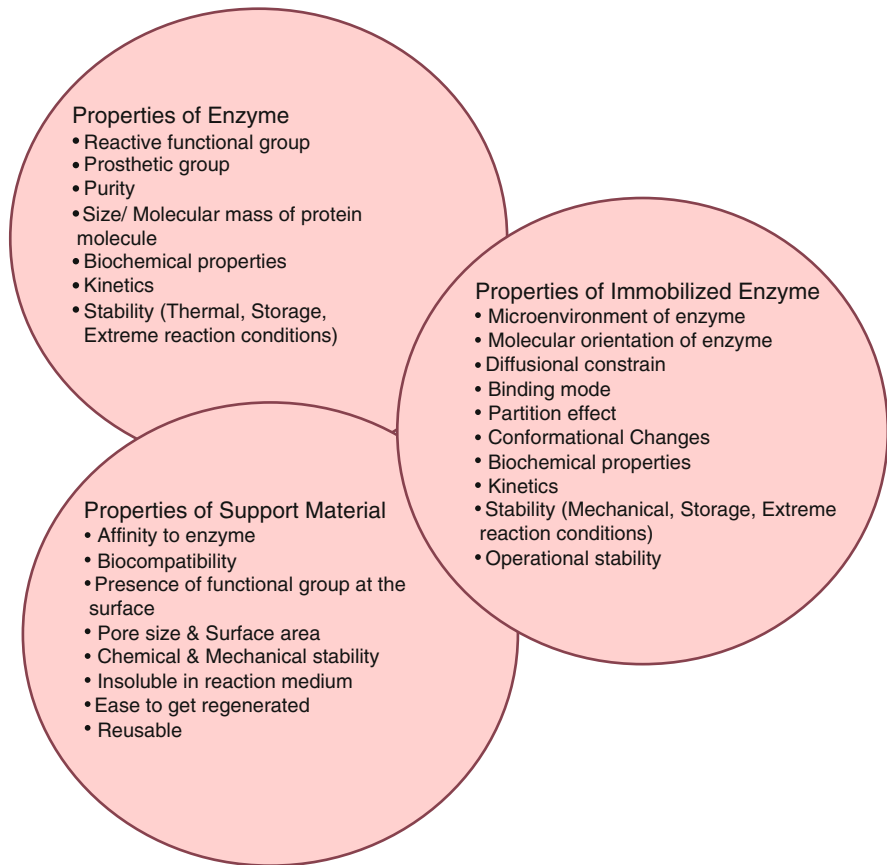 Properties of Enzyme
• Reactive functional group
• Prosthetic group
• Purity
• Size/ Molecular mass of protein
molecule
• Biochemical properties
• Kinetics
• Stability (Thermal, Storage,
Extreme reaction conditions)
Properties of Immobilized Enzyme
• Microenvironment of enzyme
• Molecular orientation of enzyme
• Diffusional constrain
• Binding mode
• Partition effect
• Conformational Changes
• Biochemical properties
• Kinetics
• Stability (Mechanical, Storage, Extreme
reaction conditions)
• Operational stability
Properties of Support Material
• Affinity to enzyme
• Biocompatibility
• Presence of functional group at the
surface
• Pore size & Surface area
• Chemical & Mechanical stability
• Insoluble in reaction medium
• Ease to get regenerated
• Reusable